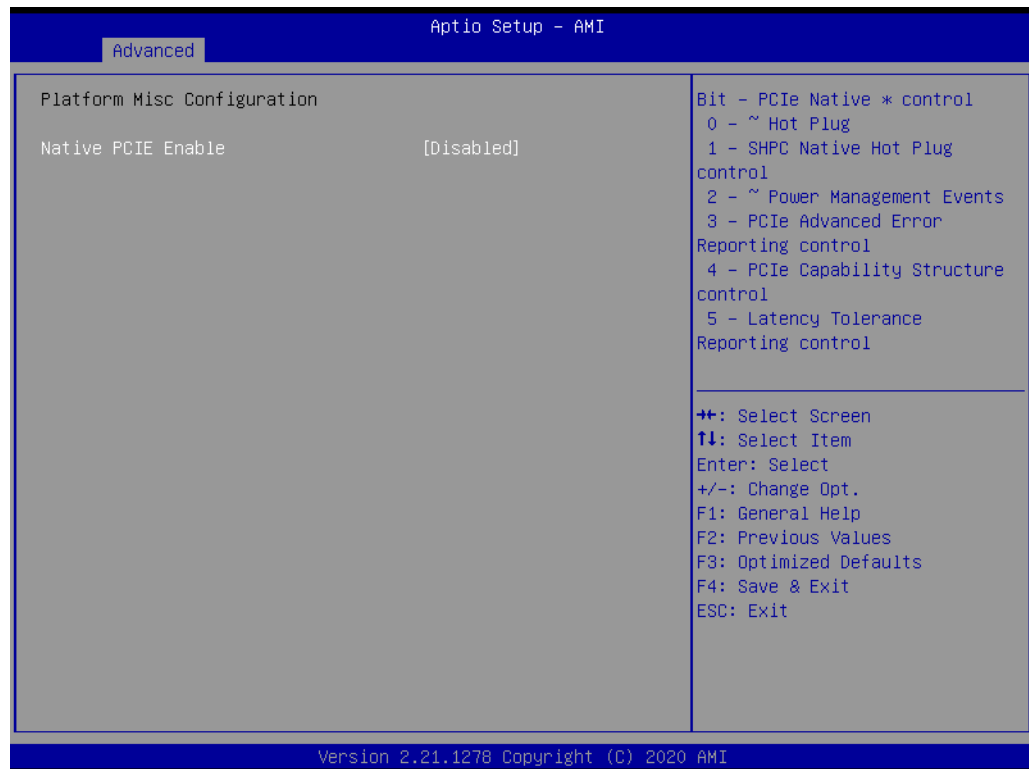 Aptio Setup – AMI
Advanced
Platform Misc Configuration
Native PCIE Enable [Disabled]
Bit – PCIe Native * control
0 – ~ Hot Plug
1 – SHPC Native Hot Plug
control
2 – ~ Power Management Events
3 – PCIe Advanced Error
Reporting control
4 – PCIe Capability Structure
control
5 – Latency Tolerance
Reporting control
→←: Select Screen
↑↓: Select Item
Enter: Select
+/-: Change Opt.
F1: General Help
F2: Previous Values
F3: Optimized Defaults
F4: Save & Exit
ESC: Exit
Version 2.21.1278 Copyright (C) 2020 AMI